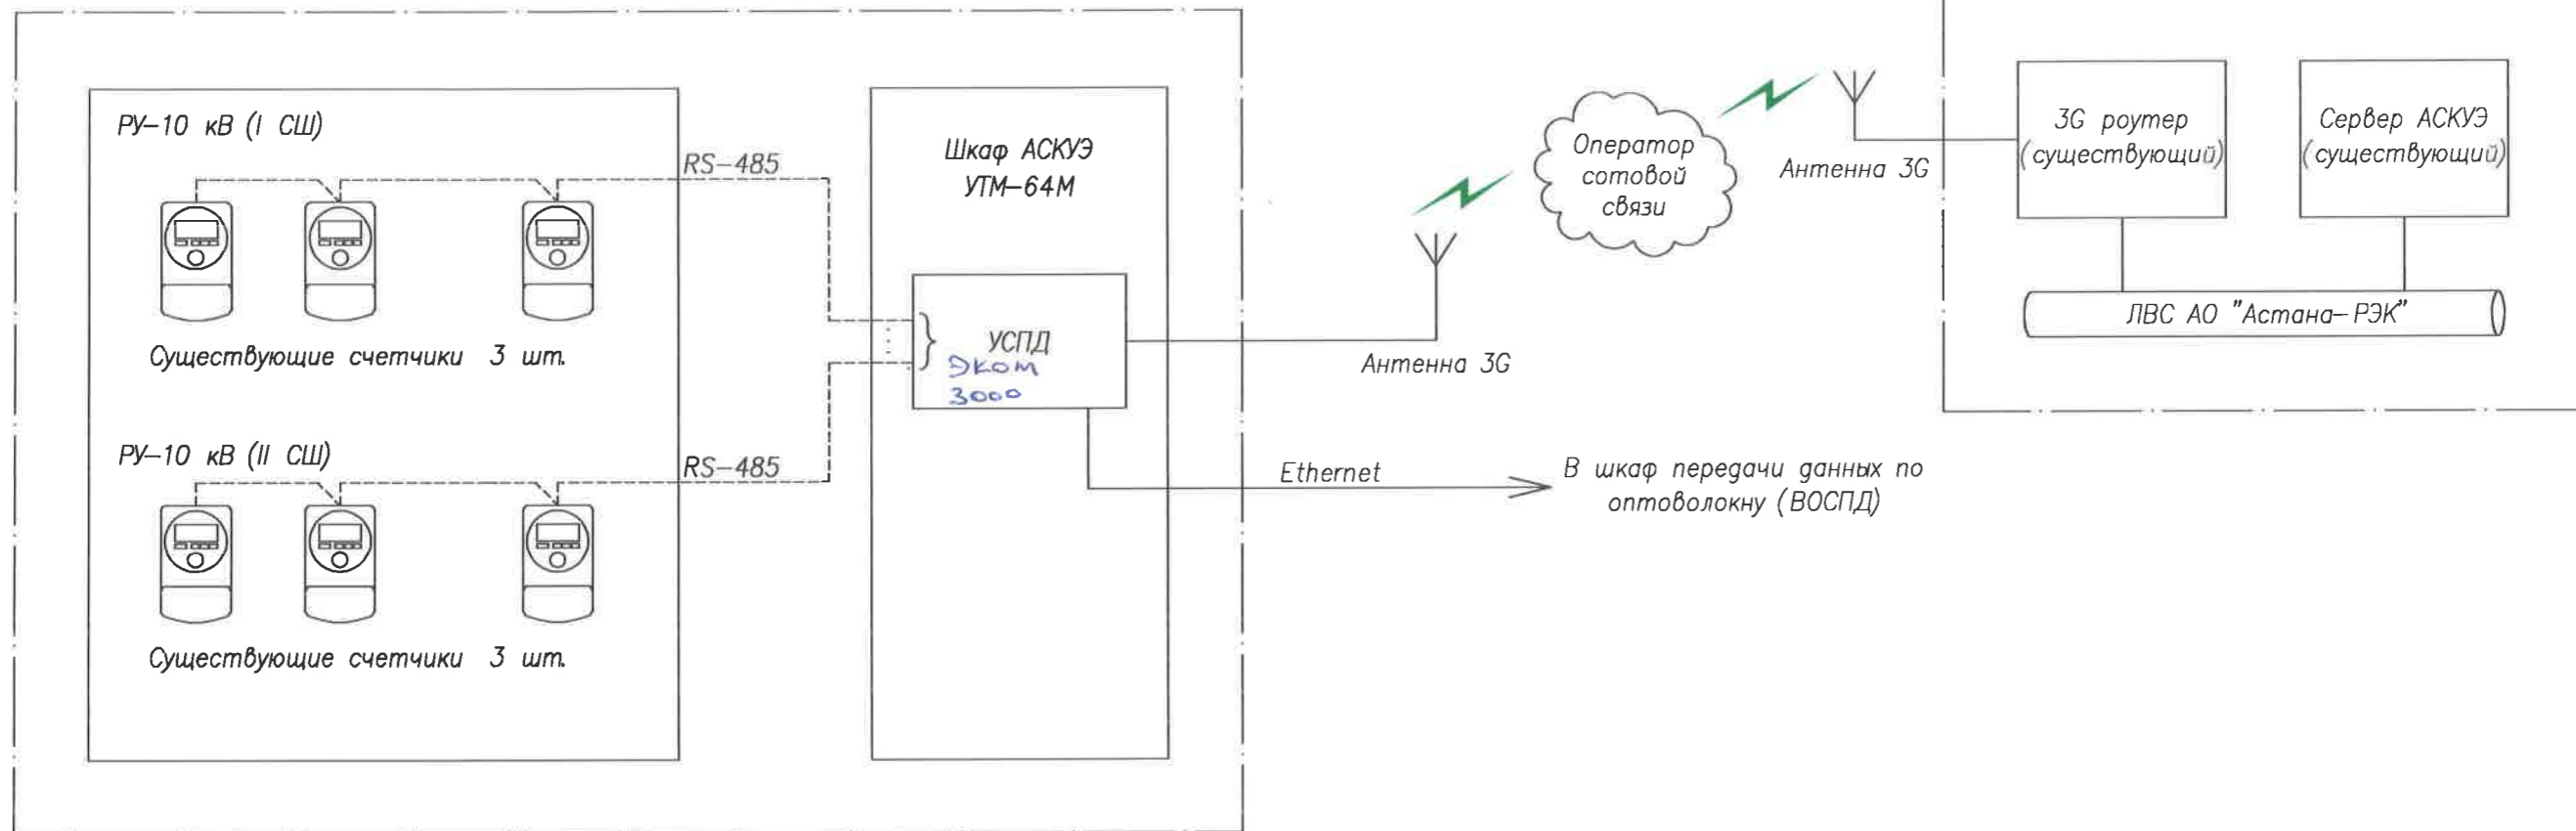 РУ-10 кВ (I СШ)
RS-485
Существующие счетчики 3 шт.
РУ-10 кВ (II СШ)
RS-485
Существующие счетчики 3 шт.
Шкаф АСКУЭ
УТМ-64М
УСПД
Эком
3000
Антенна 3G
Ethernet
В шкаф передачи данных по
оптоволокну (ВОСПД)
Оператор
сотовой
связи
Антенна 3G
3G роутер
(существующий)
Сервер АСКУЭ
(существующий)
ЛВС АО "Астана-РЭК"